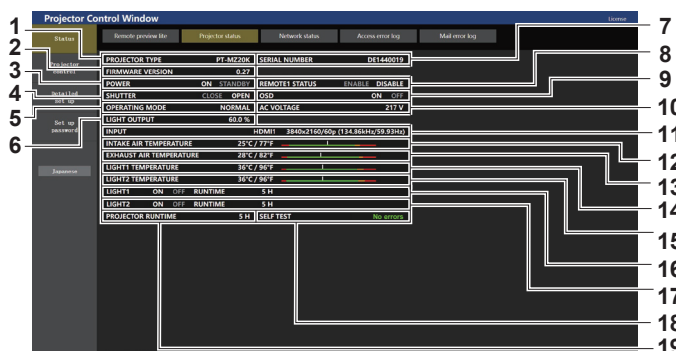 Projector Control Window
License
Status
Remote preview lite
Projector status
Network status
Access error log
Mail error log
Projector control
Detailed set up
Set up password
Japanese
PROJECTOR TYPE PT-MZ20K SERIAL NUMBER DE1440019
FIRMWARE VERSION 0.27
POWER ON STANDBY REMOTE1 STATUS ENABLE DISABLE
SHUTTER CLOSE OPEN OSD ON OFF
OPERATING MODE NORMAL AC VOLTAGE 217 V
LIGHT OUTPUT 60.0 %
INPUT HDMI1 3840x2160/60p (134.86kHz/59.93Hz)
INTAKE AIR TEMPERATURE 25°C / 77°F
EXHAUST AIR TEMPERATURE 28°C / 82°F
LIGHT1 TEMPERATURE 36°C / 96°F
LIGHT2 TEMPERATURE 36°C / 96°F
LIGHT1 ON OFF RUNTIME 5 H
LIGHT2 ON OFF RUNTIME 5 H
PROJECTOR RUNTIME 5 H SELF TEST No errors
1
2
3
4
5
6
7
8
9
10
11
12
13
14
15
16
17
18
19